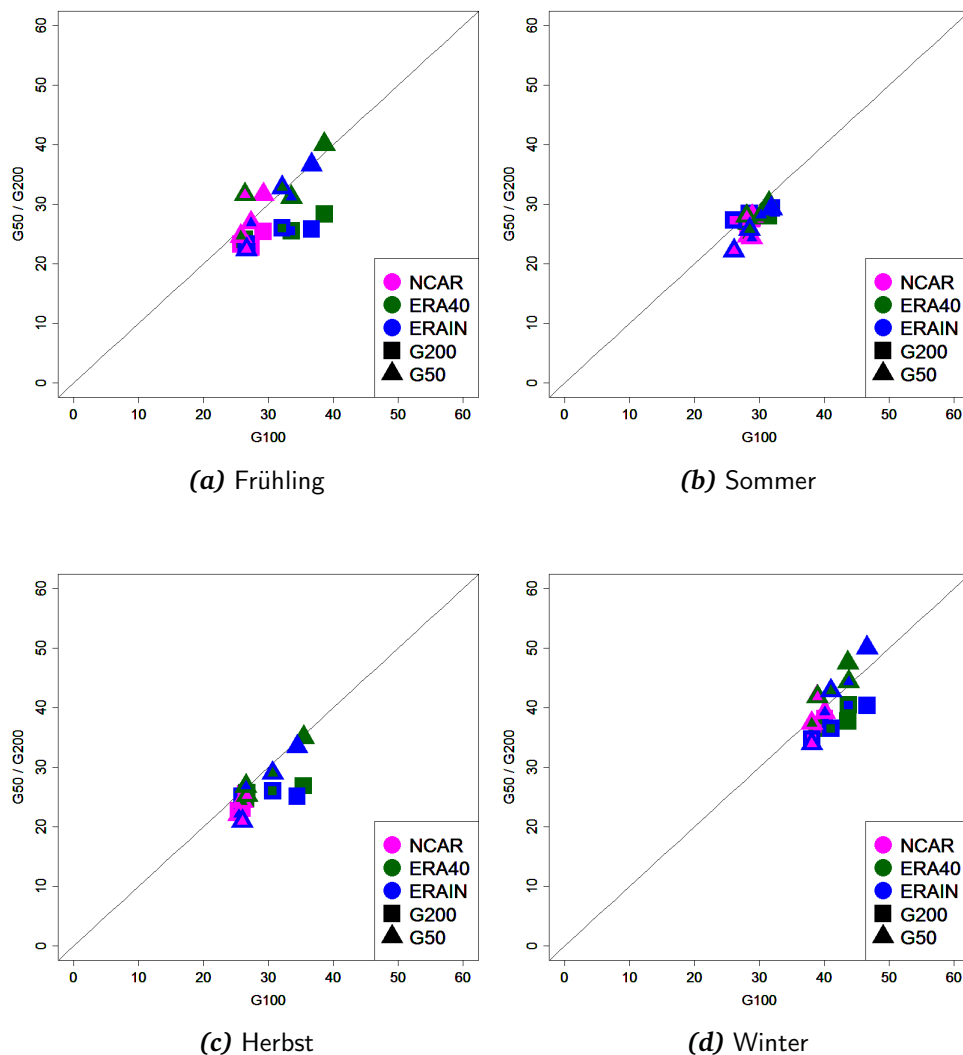 60
50
40
30
20
10
0
G50 / G200
NCAR
ERA40
ERAIN
G200
G50
0 10 20 30 40 50 60
G100
(a) Frühling
60
50
40
30
20
10
0
G50 / G200
NCAR
ERA40
ERAIN
G200
G50
0 10 20 30 40 50 60
G100
(b) Sommer
60
50
40
30
20
10
0
G50 / G200
NCAR
ERA40
ERAIN
G200
G50
0 10 20 30 40 50 60
G100
(c) Herbst
60
50
40
30
20
10
0
G50 / G200
NCAR
ERA40
ERAIN
G200
G50
0 10 20 30 40 50 60
G100
(d) Winter